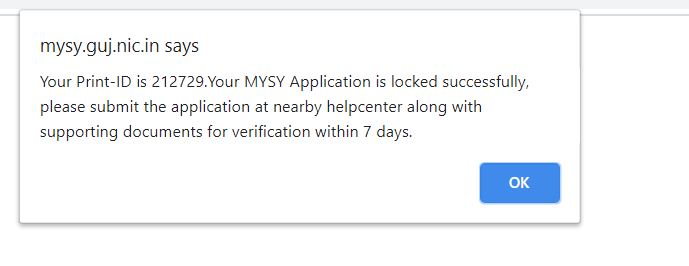 mysy.guj.nic.in says
Your Print-ID is 212729.Your MYSY Application is locked successfully,
please submit the application at nearby helpcenter along with
supporting documents for verification within 7 days.
OK